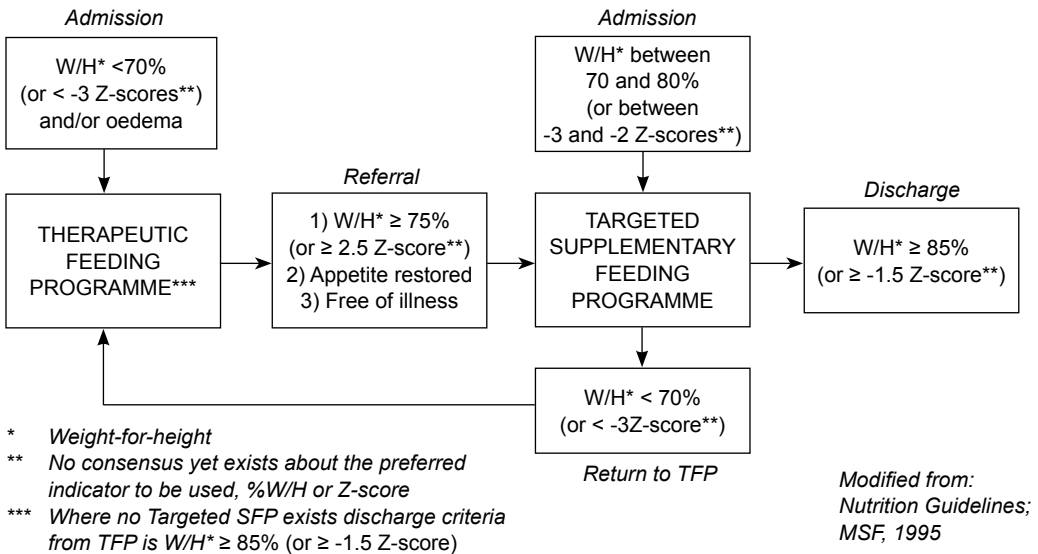 Admission
W/H* <70%
(or < -3 Z-scores**)
and/or oedema
Admission
W/H* between
70 and 80%
(or between
-3 and -2 Z-scores**)
THERAPEUTIC
FEEDING
PROGRAMME***
Referral
1) W/H* ≥ 75%
(or ≥ 2.5 Z-score**)
2) Appetite restored
3) Free of illness
TARGETED
SUPPLEMENTARY
FEEDING
PROGRAMME
Discharge
W/H* ≥ 85%
(or ≥ -1.5 Z-score**)
W/H* < 70%
(or < -3Z-score**)
Return to TFP
* Weight-for-height
** No consensus yet exists about the preferred
indicator to be used, %W/H or Z-score
*** Where no Targeted SFP exists discharge criteria
from TFP is W/H* ≥ 85% (or ≥ -1.5 Z-score)
Modified from:
Nutrition Guidelines;
MSF, 1995